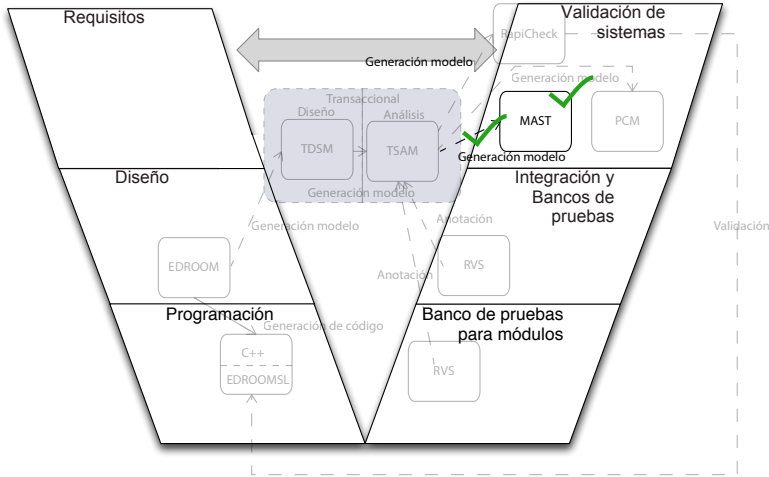 Requisitos
Validación de
sistemas
RapiCheck
Generación modelo
Generación modelo
Transaccional
Diseño
Análisis
TDSM
TSAM
MAST
PCM
Generación modelo
Generación modelo
Diseño
Integración y
Bancos de
pruebas
Generación modelo
Anotación
Validación
EDROOM
Anotación
RVS
Programación
Generación de código
Banco de pruebas
para módulos
C++
EDROOMSL
RVS